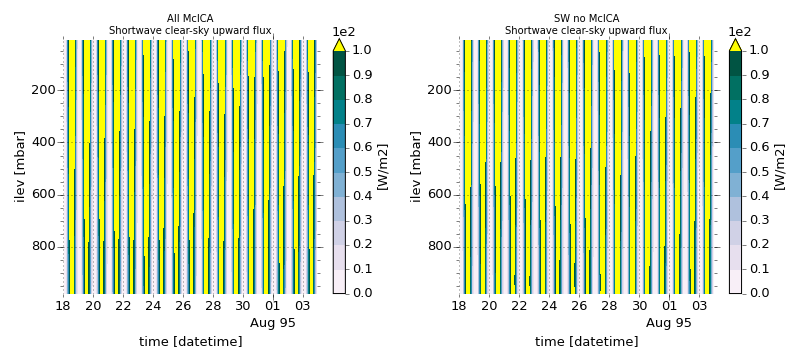 All McICA
Shortwave clear-sky upward flux
1e2
1.0
0.9
0.8
0.7
0.6
0.5
0.4
0.3
0.2
0.1
0.0
[W/m2]
200
400
600
800
ilev [mbar]
18 20 22 24 26 28 30 01 03
Aug 95
time [datetime]
SW no McICA
Shortwave clear-sky upward flux
1e2
1.0
0.9
0.8
0.7
0.6
0.5
0.4
0.3
0.2
0.1
0.0
[W/m2]
200
400
600
800
ilev [mbar]
18 20 22 24 26 28 30 01 03
Aug 95
time [datetime]